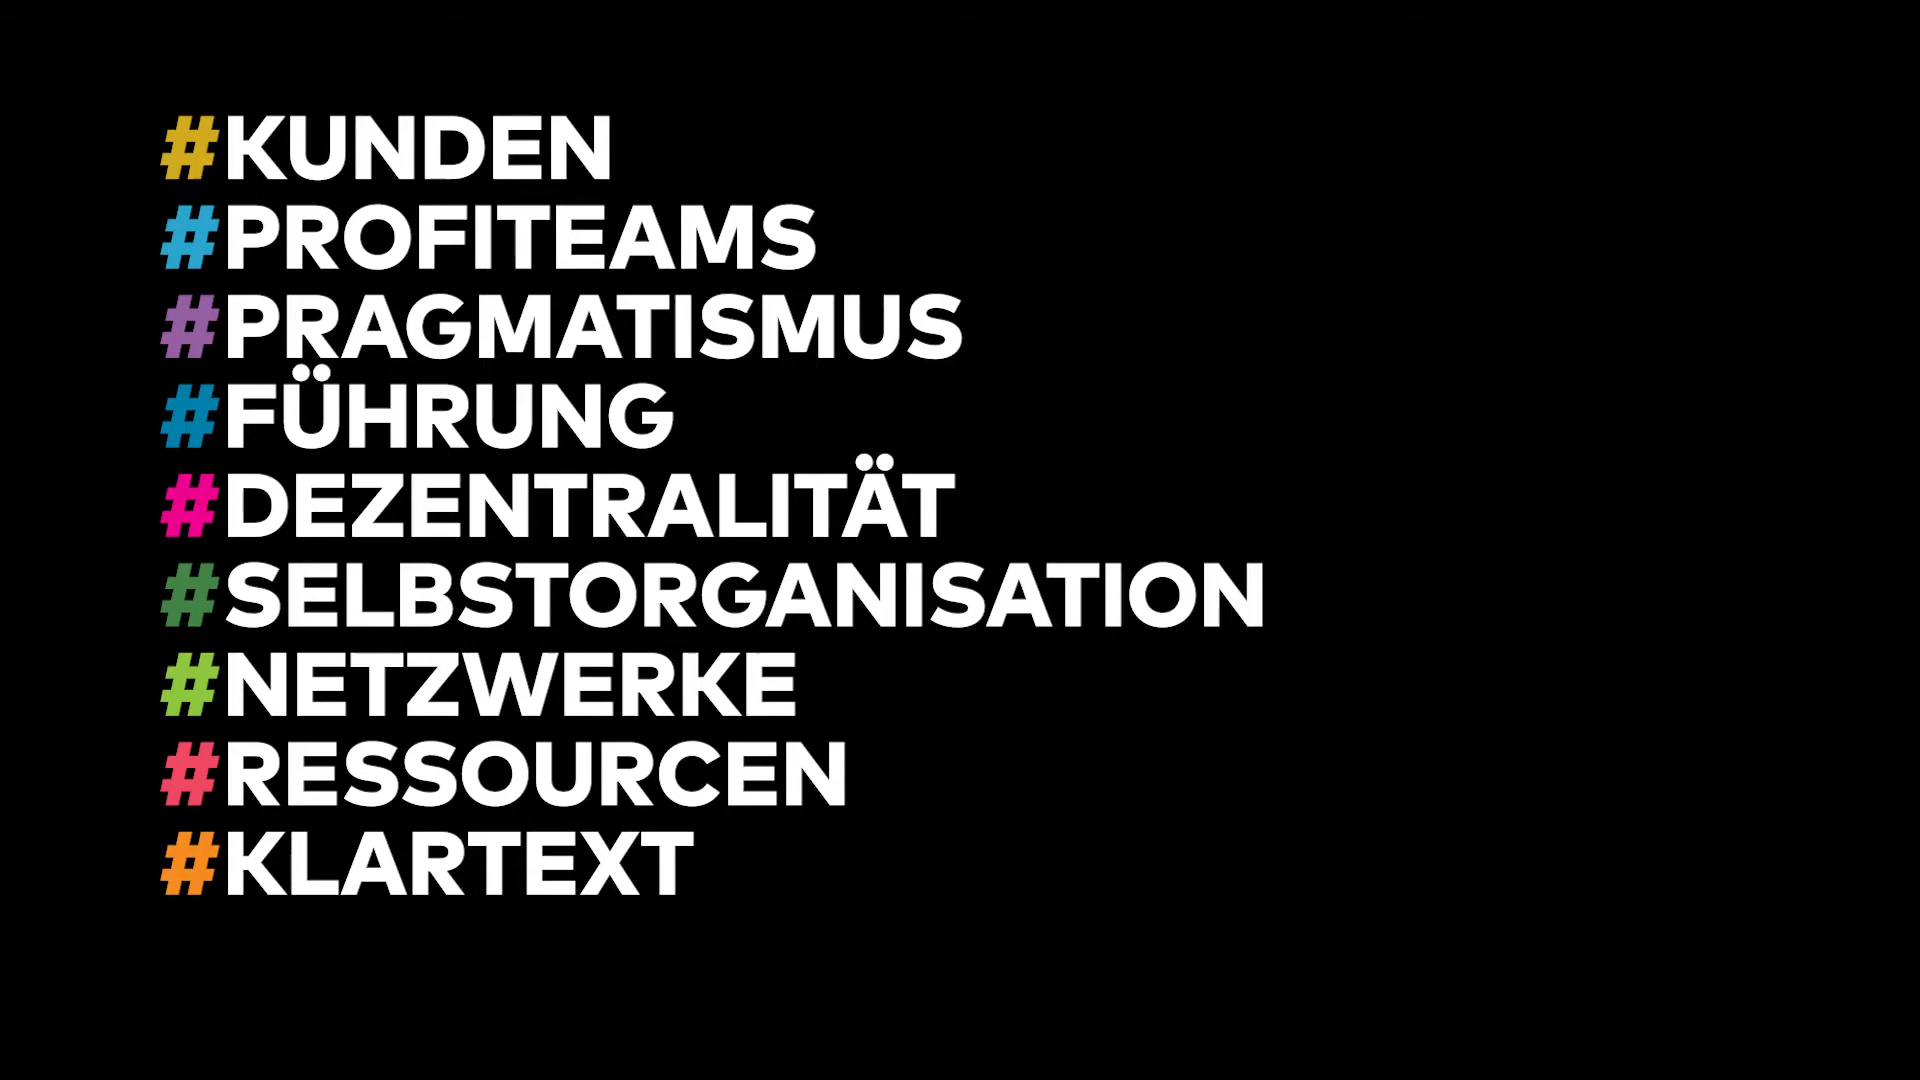 #KUNDEN
#PROFITEAMS
#PRAGMATISMUS
#FÜHRUNG
#DEZENTRALITÄT
#SELBSTORGANISATION
#NETZWERKE
#RESSOURCEN
#KLARTEXT